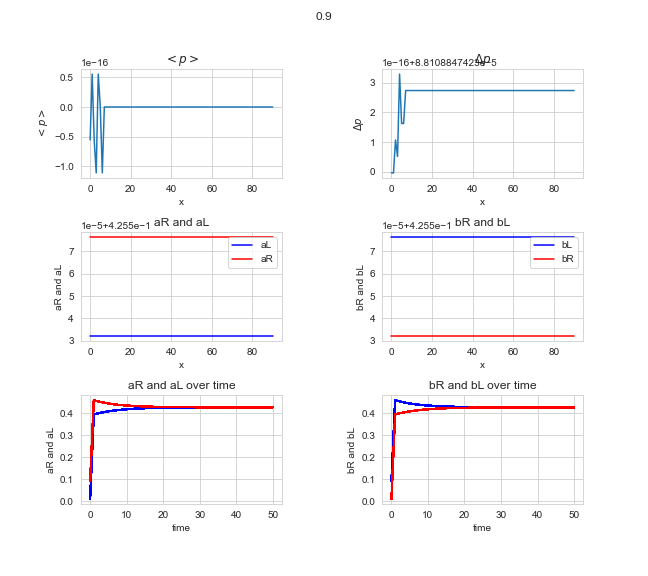 0.9
<p>
Δp
1e−16
1e−16+8.8108847425e−5
<p>
0.5
0.0
−0.5
−1.0
0 20 40 60 80
x
Δp
3
2
1
0
0 20 40 60 80
x
aR and aL
bR and bL
1e−5+4.255e−1
1e−5+4.255e−1
aR and aL
7
6
5
4
3
aL
aR
0 20 40 60 80
x
bR and bL
7
6
5
4
3
bL
bR
0 20 40 60 80
x
aR and aL over time
bR and bL over time
aR and aL
0.4
0.3
0.2
0.1
0.0
0 10 20 30 40 50
time
bR and bL
0.4
0.3
0.2
0.1
0.0
0 10 20 30 40 50
time